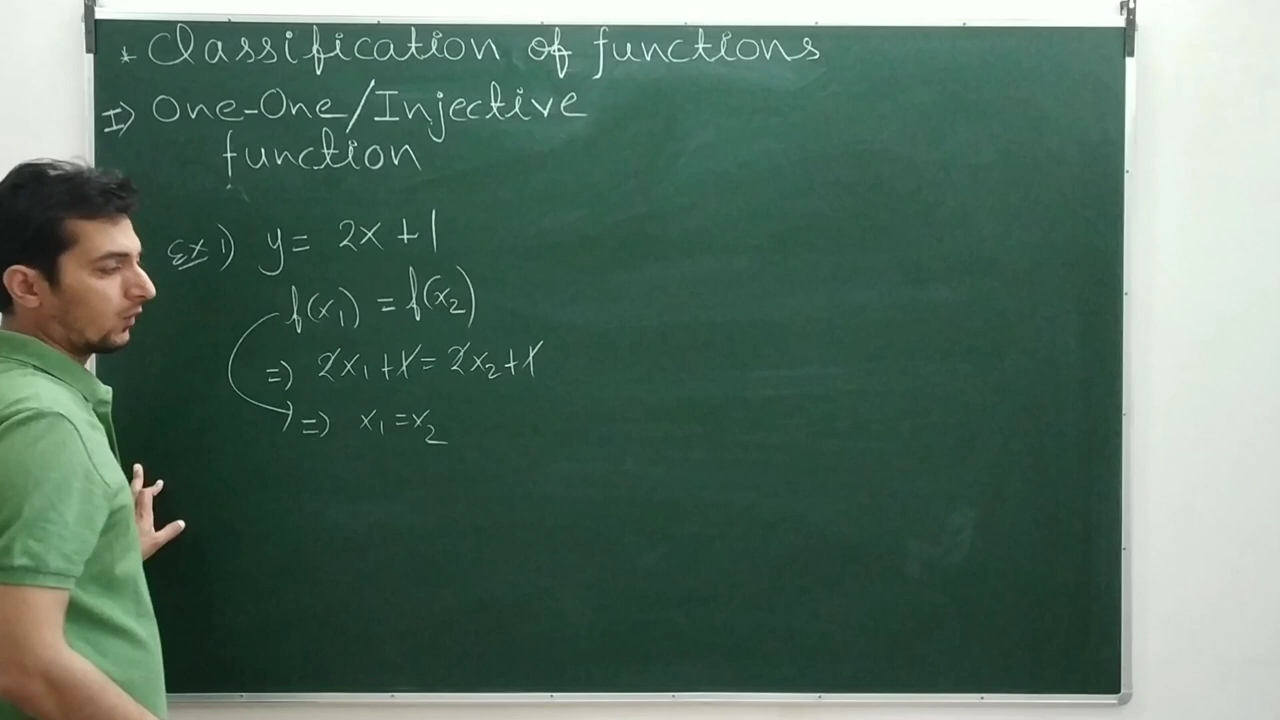 * Classification of functions
I) One-One/Injective
function
Ex 1) y = 2x + 1
f(x₁) = f(x₂)
=) 2x₁ + 1 = 2x₂ + 1
=) x₁ = x₂